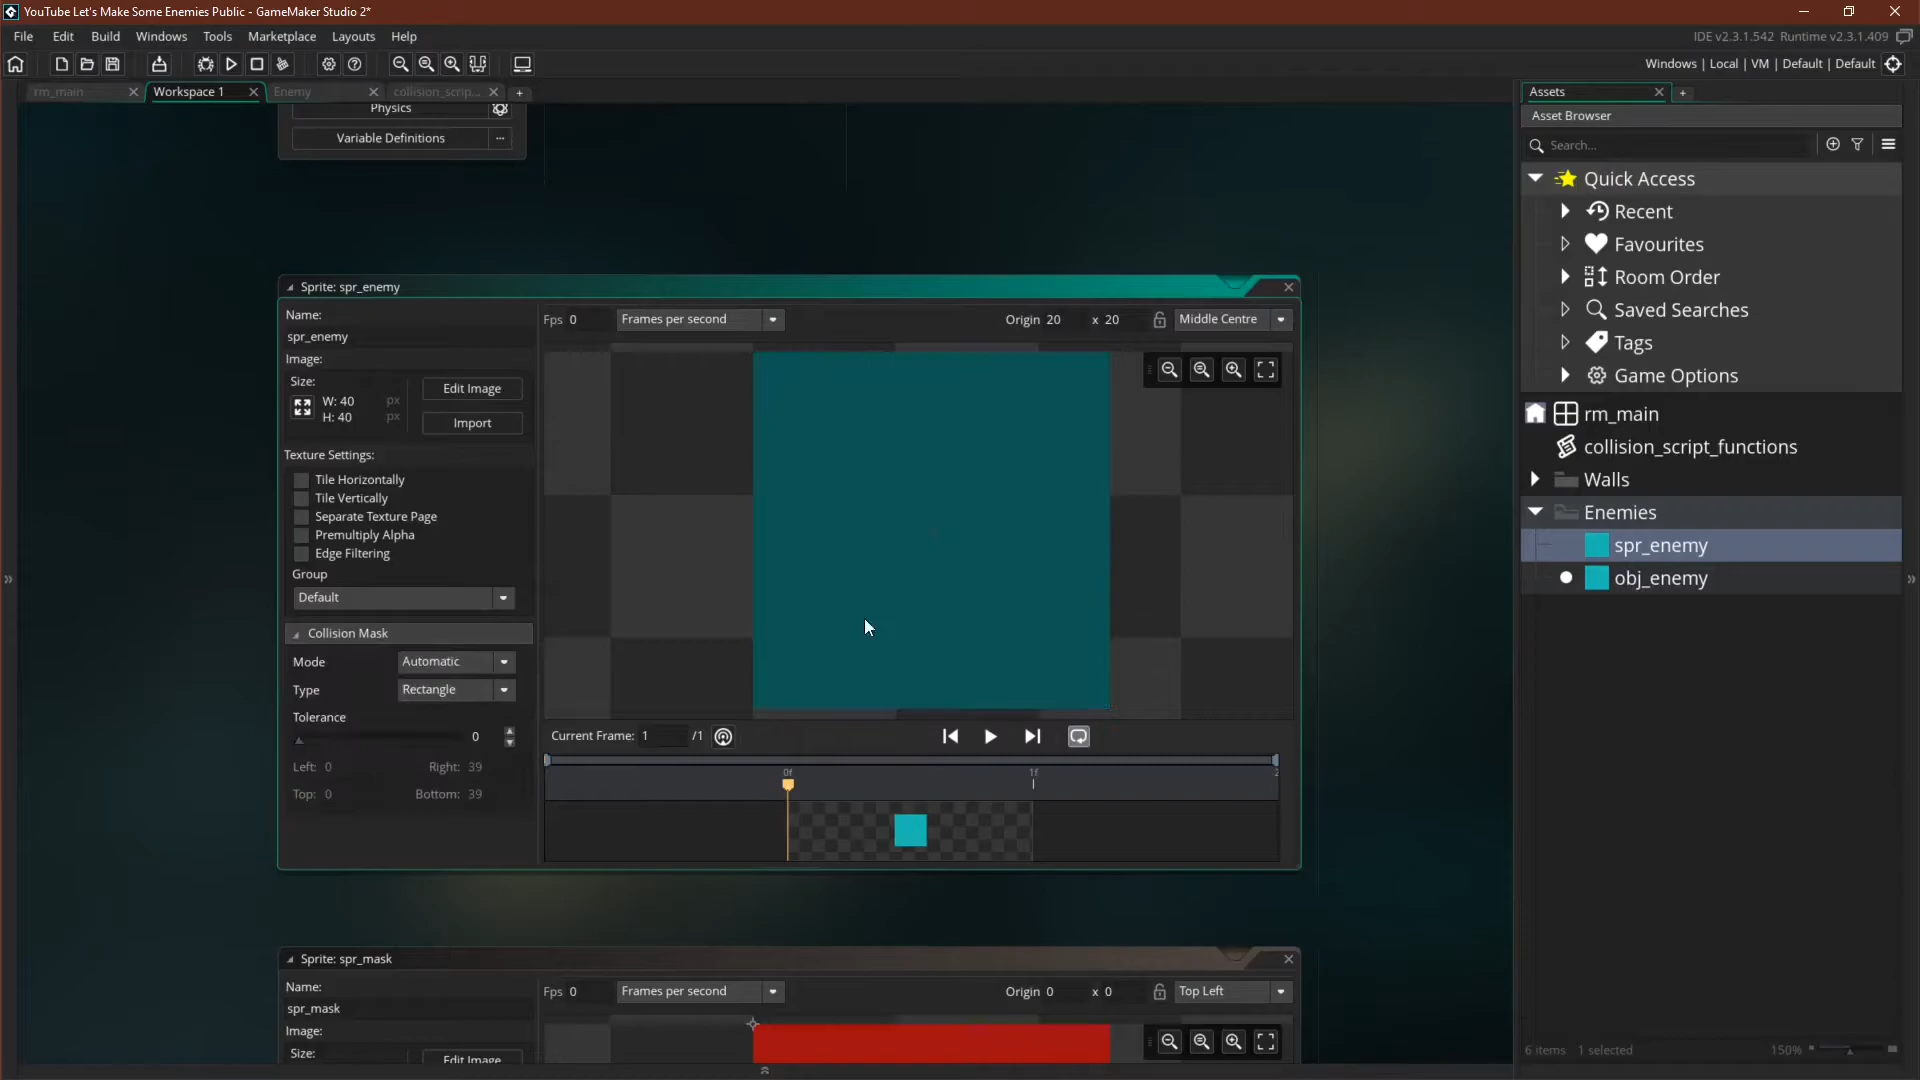 YouTube Let's Make Some Enemies Public - GameMaker Studio 2*
File Edit Build Windows Tools Marketplace Layouts Help
IDE v2.3.1.542 Runtime v2.3.1.409
Windows | Local | VM | Default | Default
rm_main
Workspace 1
Enemy
collision_scrip...
Assets
Asset Browser
Search...
Physics
Variable Definitions
Sprite: spr_enemy
Name:
spr_enemy
Image:
Size:
W: 40 px
H: 40 px
Edit Image
Import
Texture Settings:
Tile Horizontally
Tile Vertically
Separate Texture Page
Premultiply Alpha
Edge Filtering
Group
Default
Collision Mask
Mode Automatic
Type Rectangle
Tolerance
0
Left: 0 Right: 39
Top: 0 Bottom: 39
Fps 0 Frames per second
Origin 20 x 20 Middle Centre
Current Frame: 1 /1
0f 1f 2
Sprite: spr_mask
Name:
spr_mask
Image:
Size:
Edit Image
Fps 0 Frames per second
Origin 0 x 0 Top Left
Quick Access
Recent
Favourites
Room Order
Saved Searches
Tags
Game Options
rm_main
collision_script_functions
Walls
Enemies
spr_enemy
obj_enemy
6 items 1 selected 150%